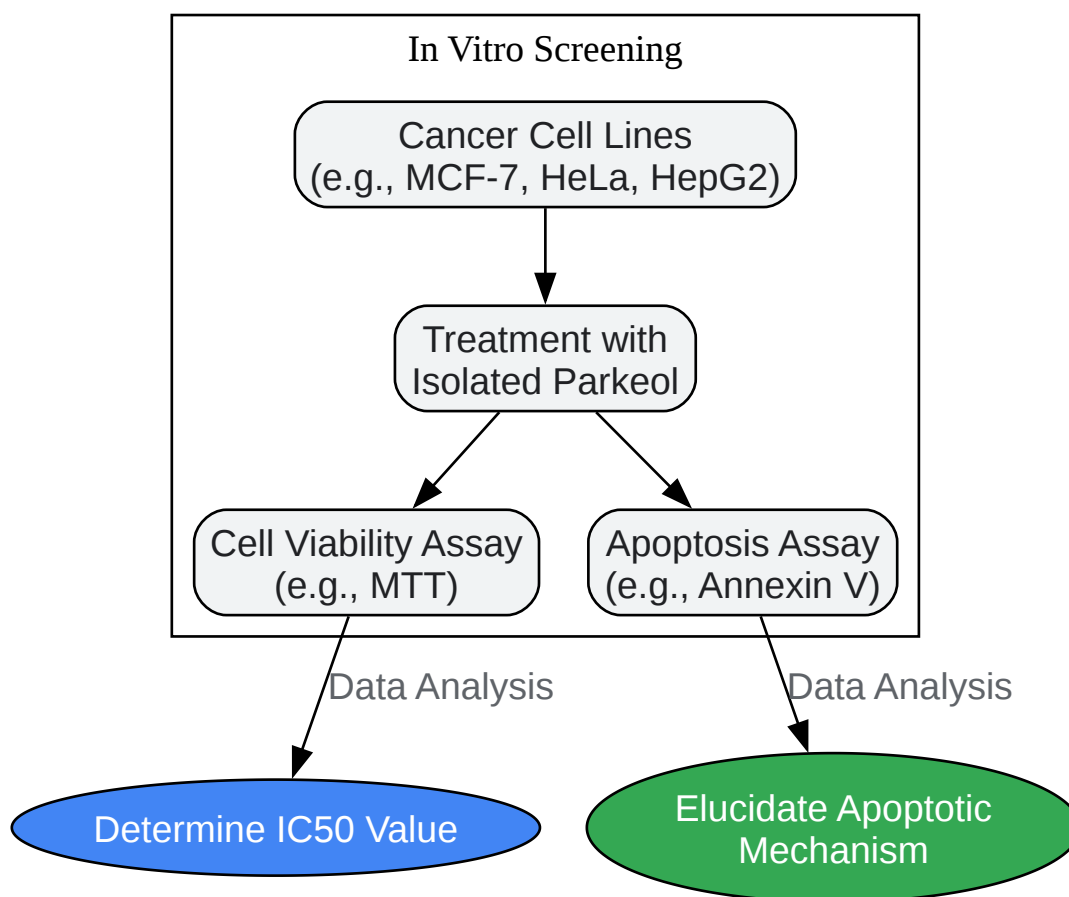 In Vitro Screening
Cancer Cell Lines
(e.g., MCF-7, HeLa, HepG2)
Treatment with
Isolated Parkeol
Cell Viability Assay
(e.g., MTT)
Apoptosis Assay
(e.g., Annexin V)
Data Analysis
Data Analysis
Determine IC50 Value
Elucidate Apoptotic
Mechanism